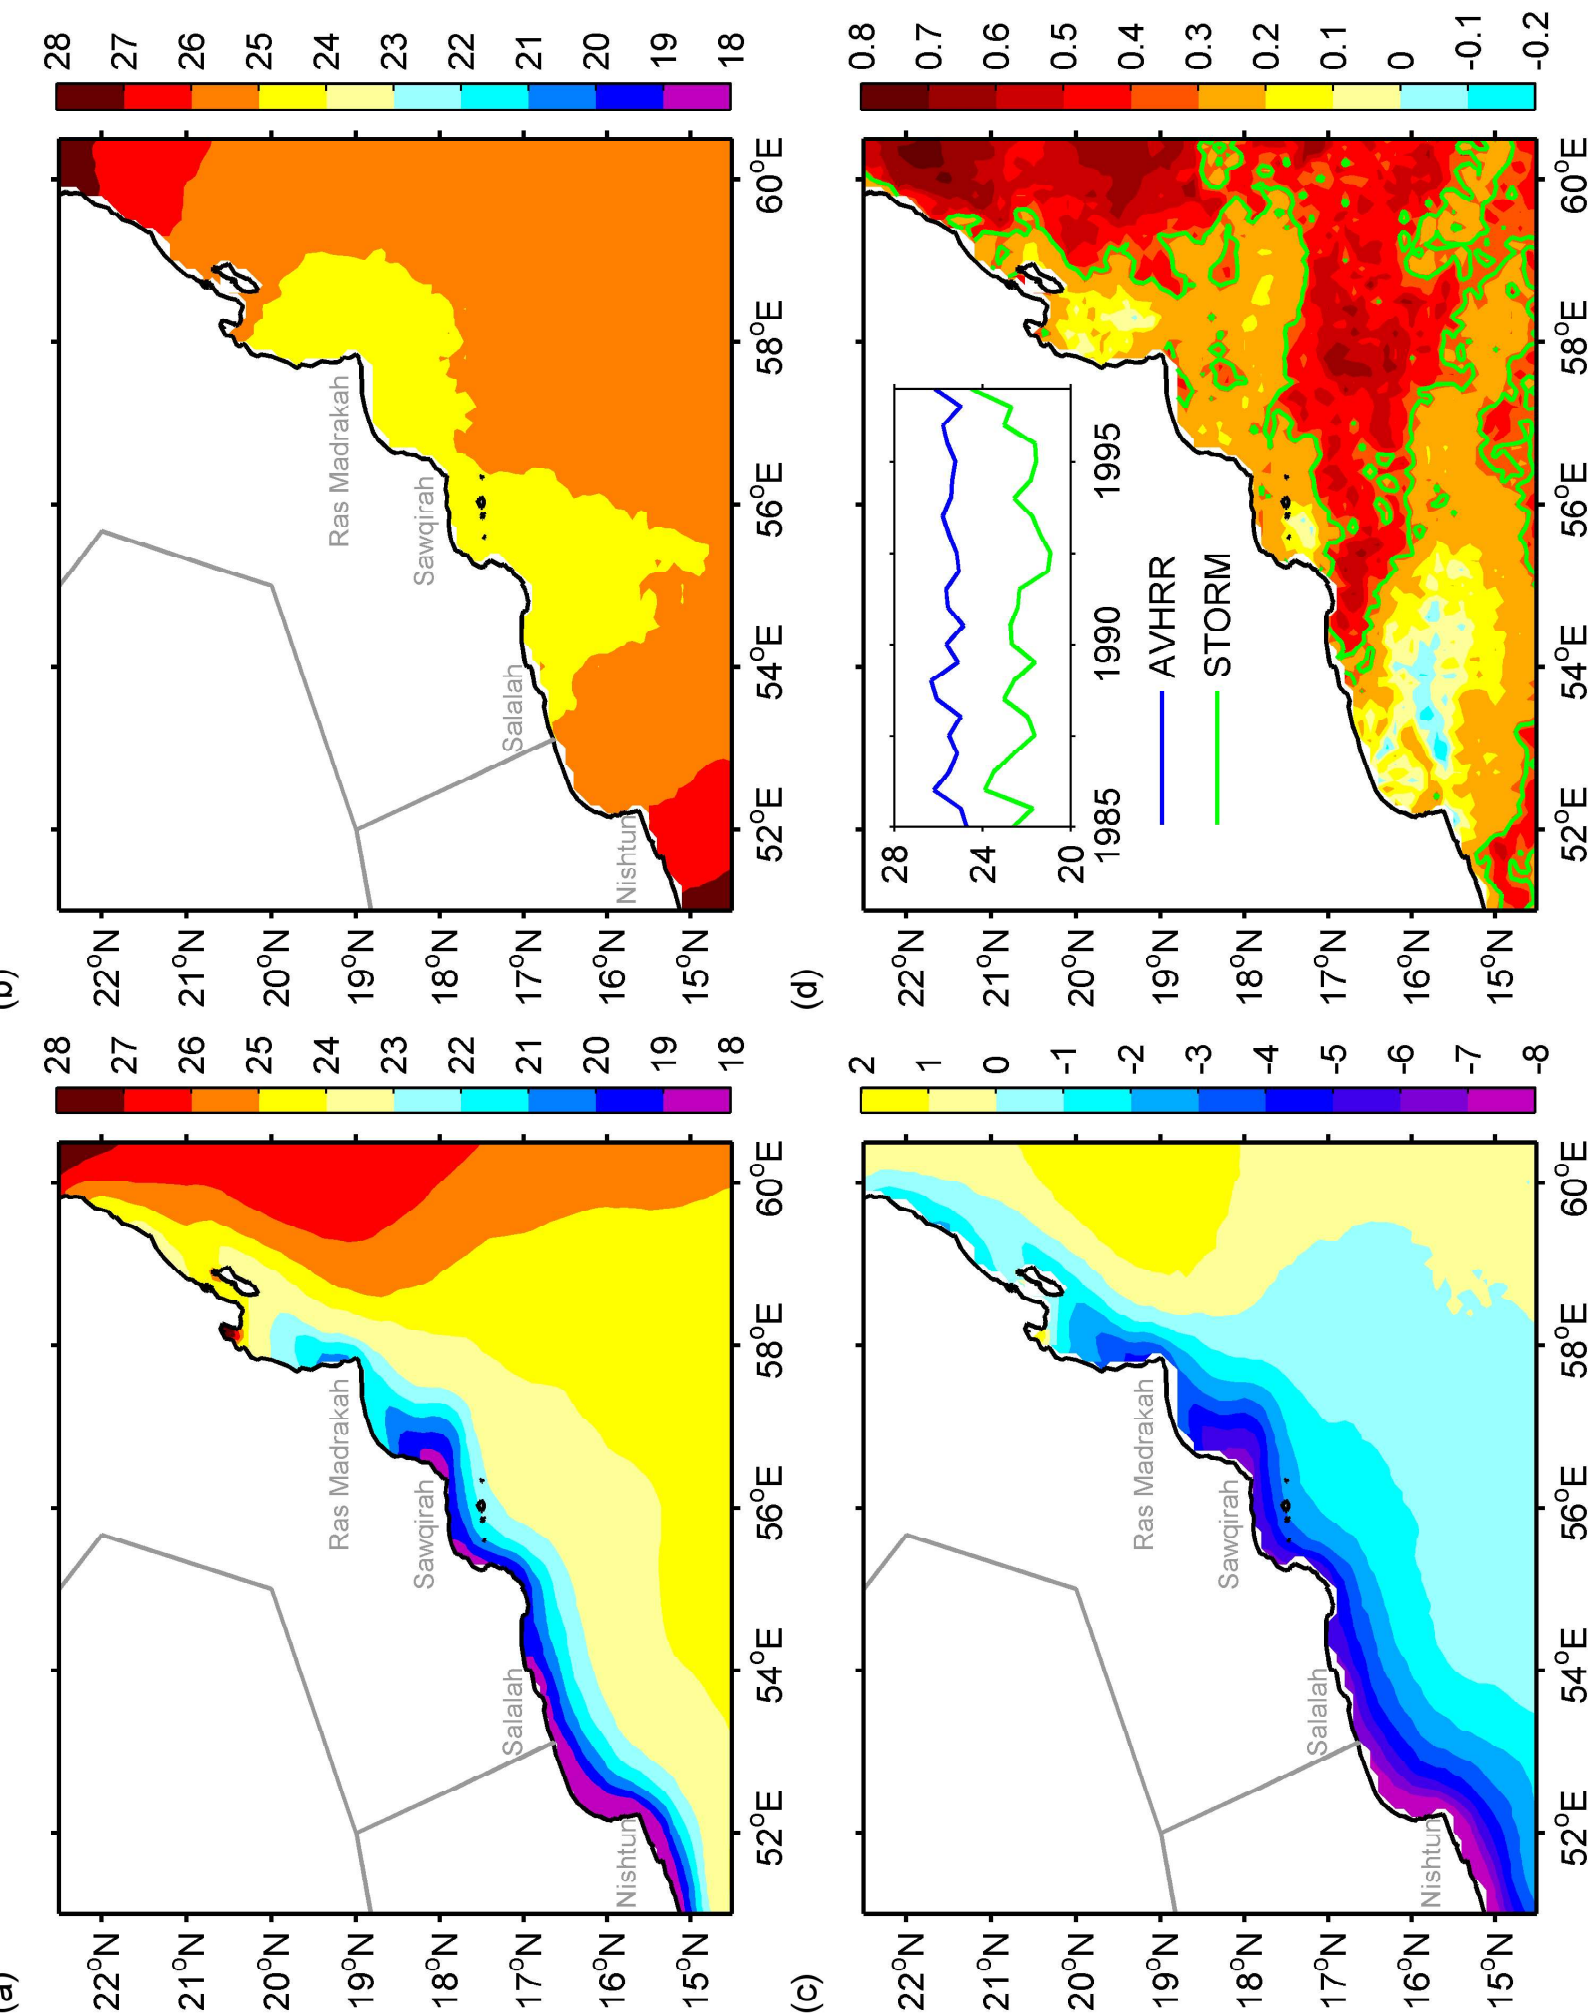 (a)
22°N
21°N
20°N
19°N
18°N
17°N
16°N
15°N
Ras Madrakah
Sawqirah
Salalah
Nishtun
52°E
54°E
56°E
58°E
60°E
28
27
26
25
24
23
22
21
20
19
18
(b)
22°N
21°N
20°N
19°N
18°N
17°N
16°N
15°N
Ras Madrakah
Sawqirah
Salalah
Nishtun
52°E
54°E
56°E
58°E
60°E
28
27
26
25
24
23
22
21
20
19
18
(c)
22°N
21°N
20°N
19°N
18°N
17°N
16°N
15°N
Ras Madrakah
Sawqirah
Salalah
Nishtun
52°E
54°E
56°E
58°E
60°E
2
1
0
-1
-2
-3
-4
-5
-6
-7
-8
(d)
22°N
21°N
20°N
19°N
18°N
17°N
16°N
15°N
28
24
20
1985
1990
1995
AVHRR
STORM
52°E
54°E
56°E
58°E
60°E
0.8
0.7
0.6
0.5
0.4
0.3
0.2
0.1
0
-0.1
-0.2